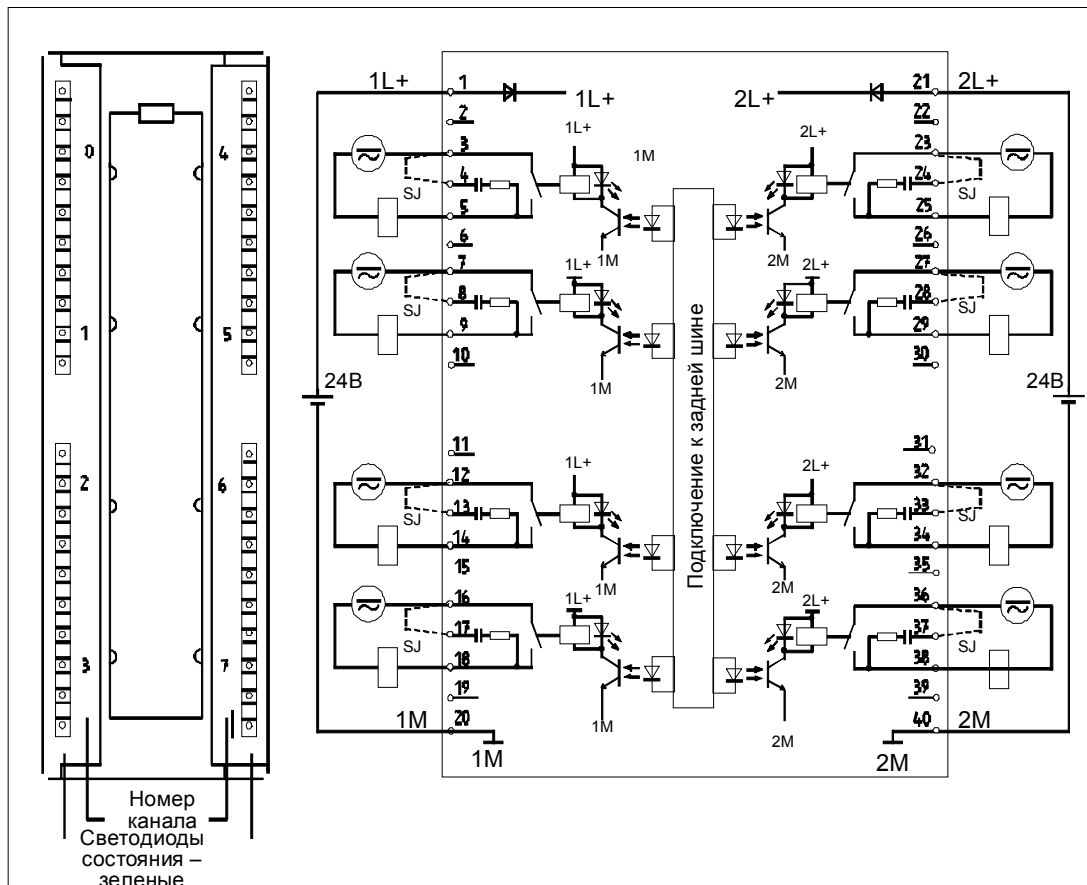 0
4
1
5
2
6
3
7
Номер
канала
Светодиоды
состояния –
зеленые
1L+
1
1L+
2
3
4
SJ
5
6
7
8
SJ
9
10
24В
11
12
13
SJ
14
15
16
17
SJ
18
19
1M
20
1M
1L+
1M
1M
1L+
1M
1L+
1M
1L+
1M
Подключение к задней шине
2L+
2M
2L+
2M
2L+
2M
2L+
2M
2L+
21
2L+
22
23
24
SJ
25
26
27
28
SJ
29
30
24В
31
32
33
SJ
34
35
36
37
SJ
38
39
40
2M
2M